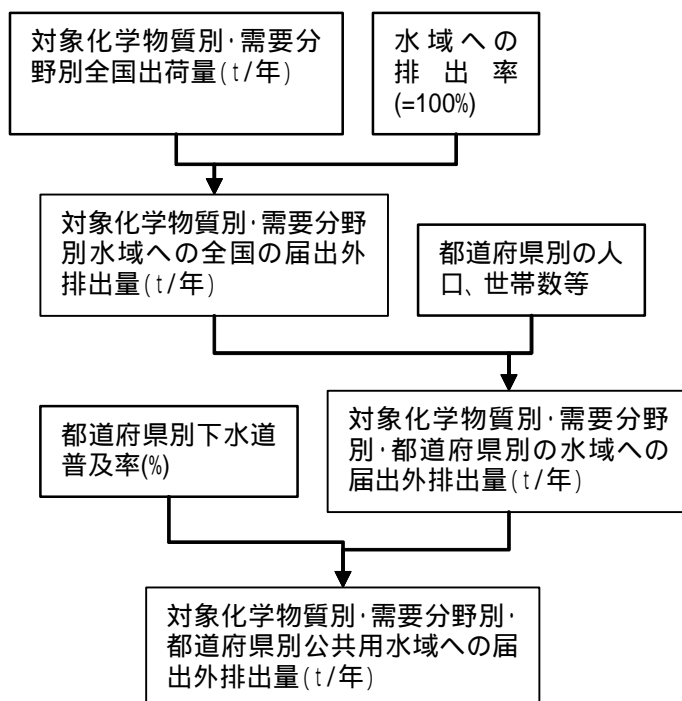 対象化学物質別･需要分
野別全国出荷量(t/年)
水域への
排出率
(=100%)
対象化学物質別･需要分野
別水域への全国の届出外
排出量(t/年)
都道府県別の人
口、世帯数等
都道府県別下水道
普及率(%)
対象化学物質別･需要分野
別･都道府県別の水域への
届出外排出量(t/年)
対象化学物質別･需要分野別･
都道府県別公共用水域への届
出外排出量(t/年)